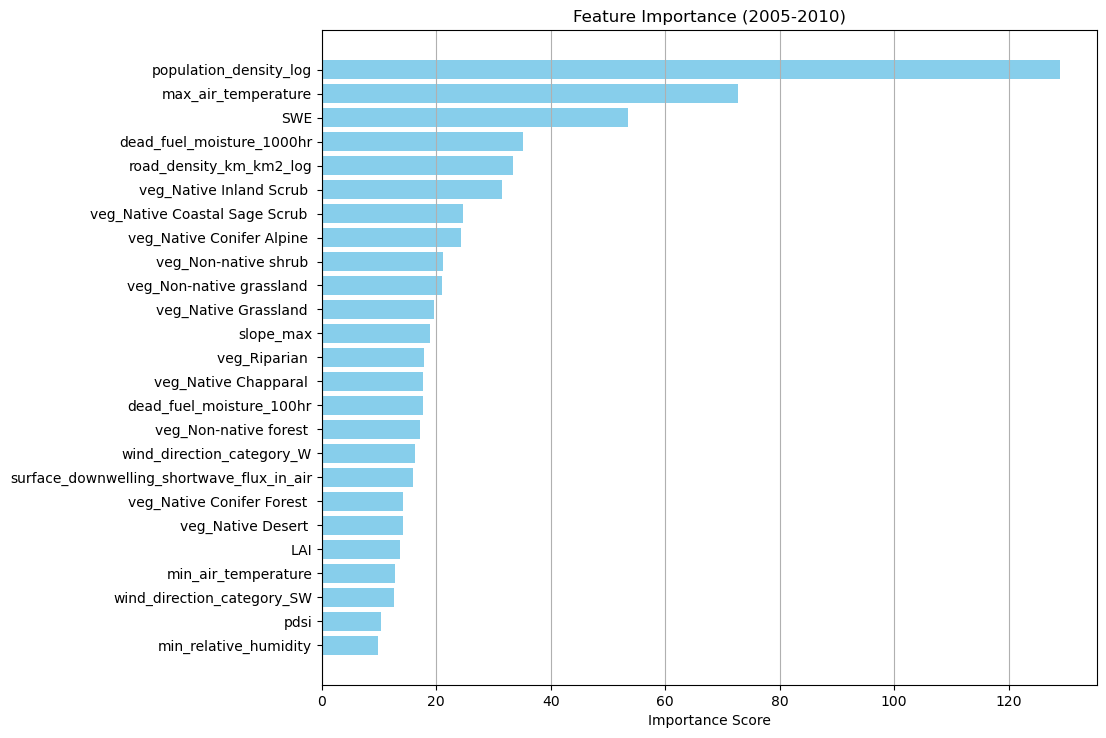 Feature Importance (2005-2010)
population_density_log
max_air_temperature
SWE
dead_fuel_moisture_1000hr
road_density_km_km2_log
veg_Native Inland Scrub
veg_Native Coastal Sage Scrub
veg_Native Conifer Alpine
veg_Non-native shrub
veg_Non-native grassland
veg_Native Grassland
slope_max
veg_Riparian
veg_Native Chapparal
dead_fuel_moisture_100hr
veg_Non-native forest
wind_direction_category_W
surface_downwelling_shortwave_flux_in_air
veg_Native Conifer Forest
veg_Native Desert
LAI
min_air_temperature
wind_direction_category_SW
pdsi
min_relative_humidity
0 20 40 60 80 100 120
Importance Score